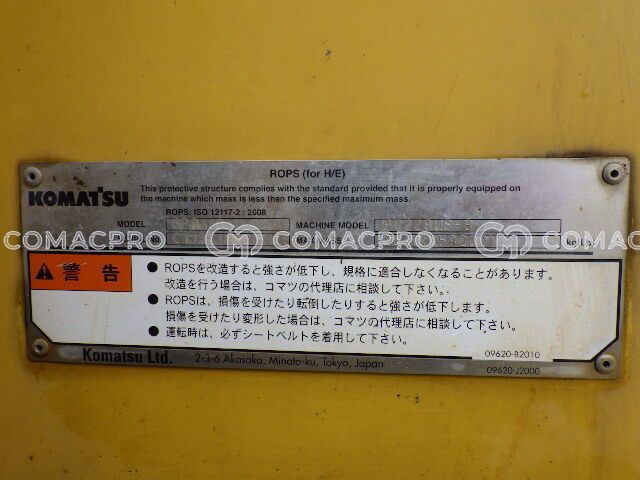 ROPS (for H/E)
KOMATSU
This protective structure complies with the standard provided that it is properly equipped on
the machine which mass is less than the specified maximum mass.
ROPS: ISO 12117-2 : 2008
MODEL MACHINE MODEL
COMACPRO COMACPRO COMACPRO
警告
● ROPSを改造すると強さが低下し、規格に適合しなくなることがあります。
改造を行う場合は、コマツの代理店に相談して下さい。
● ROPSは、損傷を受けたり転倒したりすると強さが低下します。
損傷を受けたり変形した場合は、コマツの代理店に相談して下さい。
● 運転時は、必ずシートベルトを着用して下さい。
Komatsu Ltd. 2-3-6 Akasaka, Minato-ku, Tokyo, Japan
09620-B2010
09620-J2000